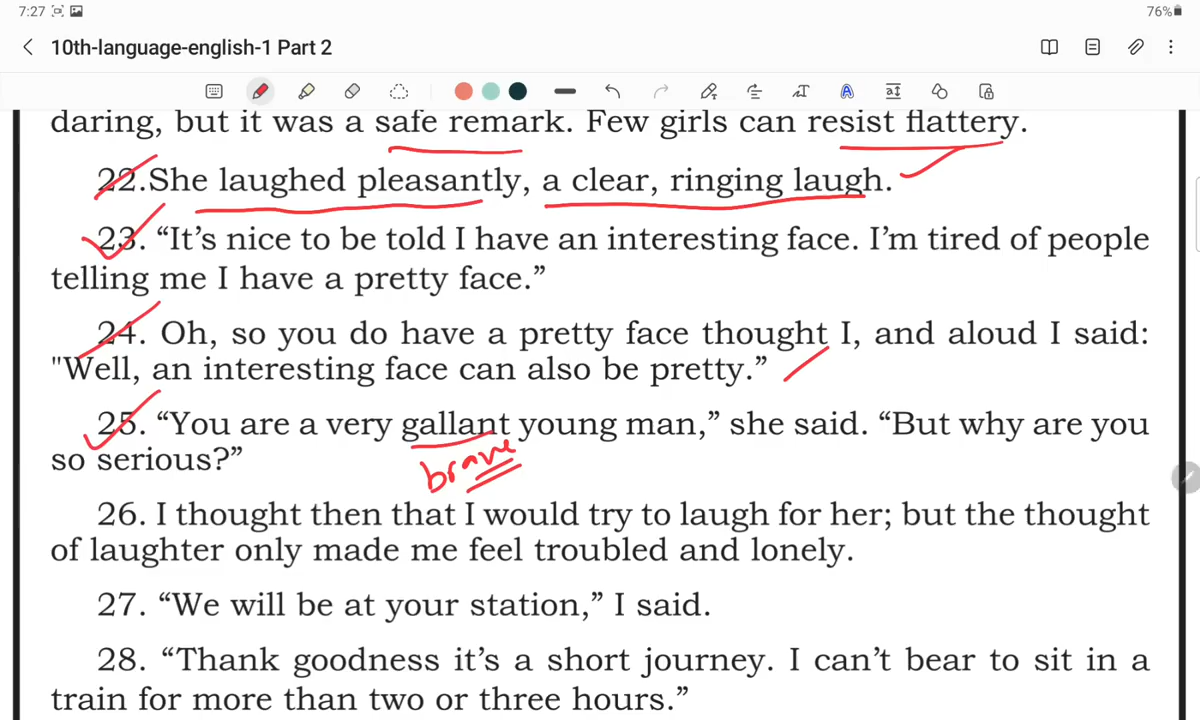 7:27 76%
10th-language-english-1 Part 2
daring, but it was a safe remark. Few girls can resist flattery.
22.She laughed pleasantly, a clear, ringing laugh.
23. “It’s nice to be told I have an interesting face. I’m tired of people
telling me I have a pretty face.”
24. Oh, so you do have a pretty face thought I, and aloud I said:
"Well, an interesting face can also be pretty.”
25. “You are a very gallant young man,” she said. “But why are you
so serious?”
brave
26. I thought then that I would try to laugh for her; but the thought
of laughter only made me feel troubled and lonely.
27. “We will be at your station,” I said.
28. “Thank goodness it’s a short journey. I can’t bear to sit in a
train for more than two or three hours.”